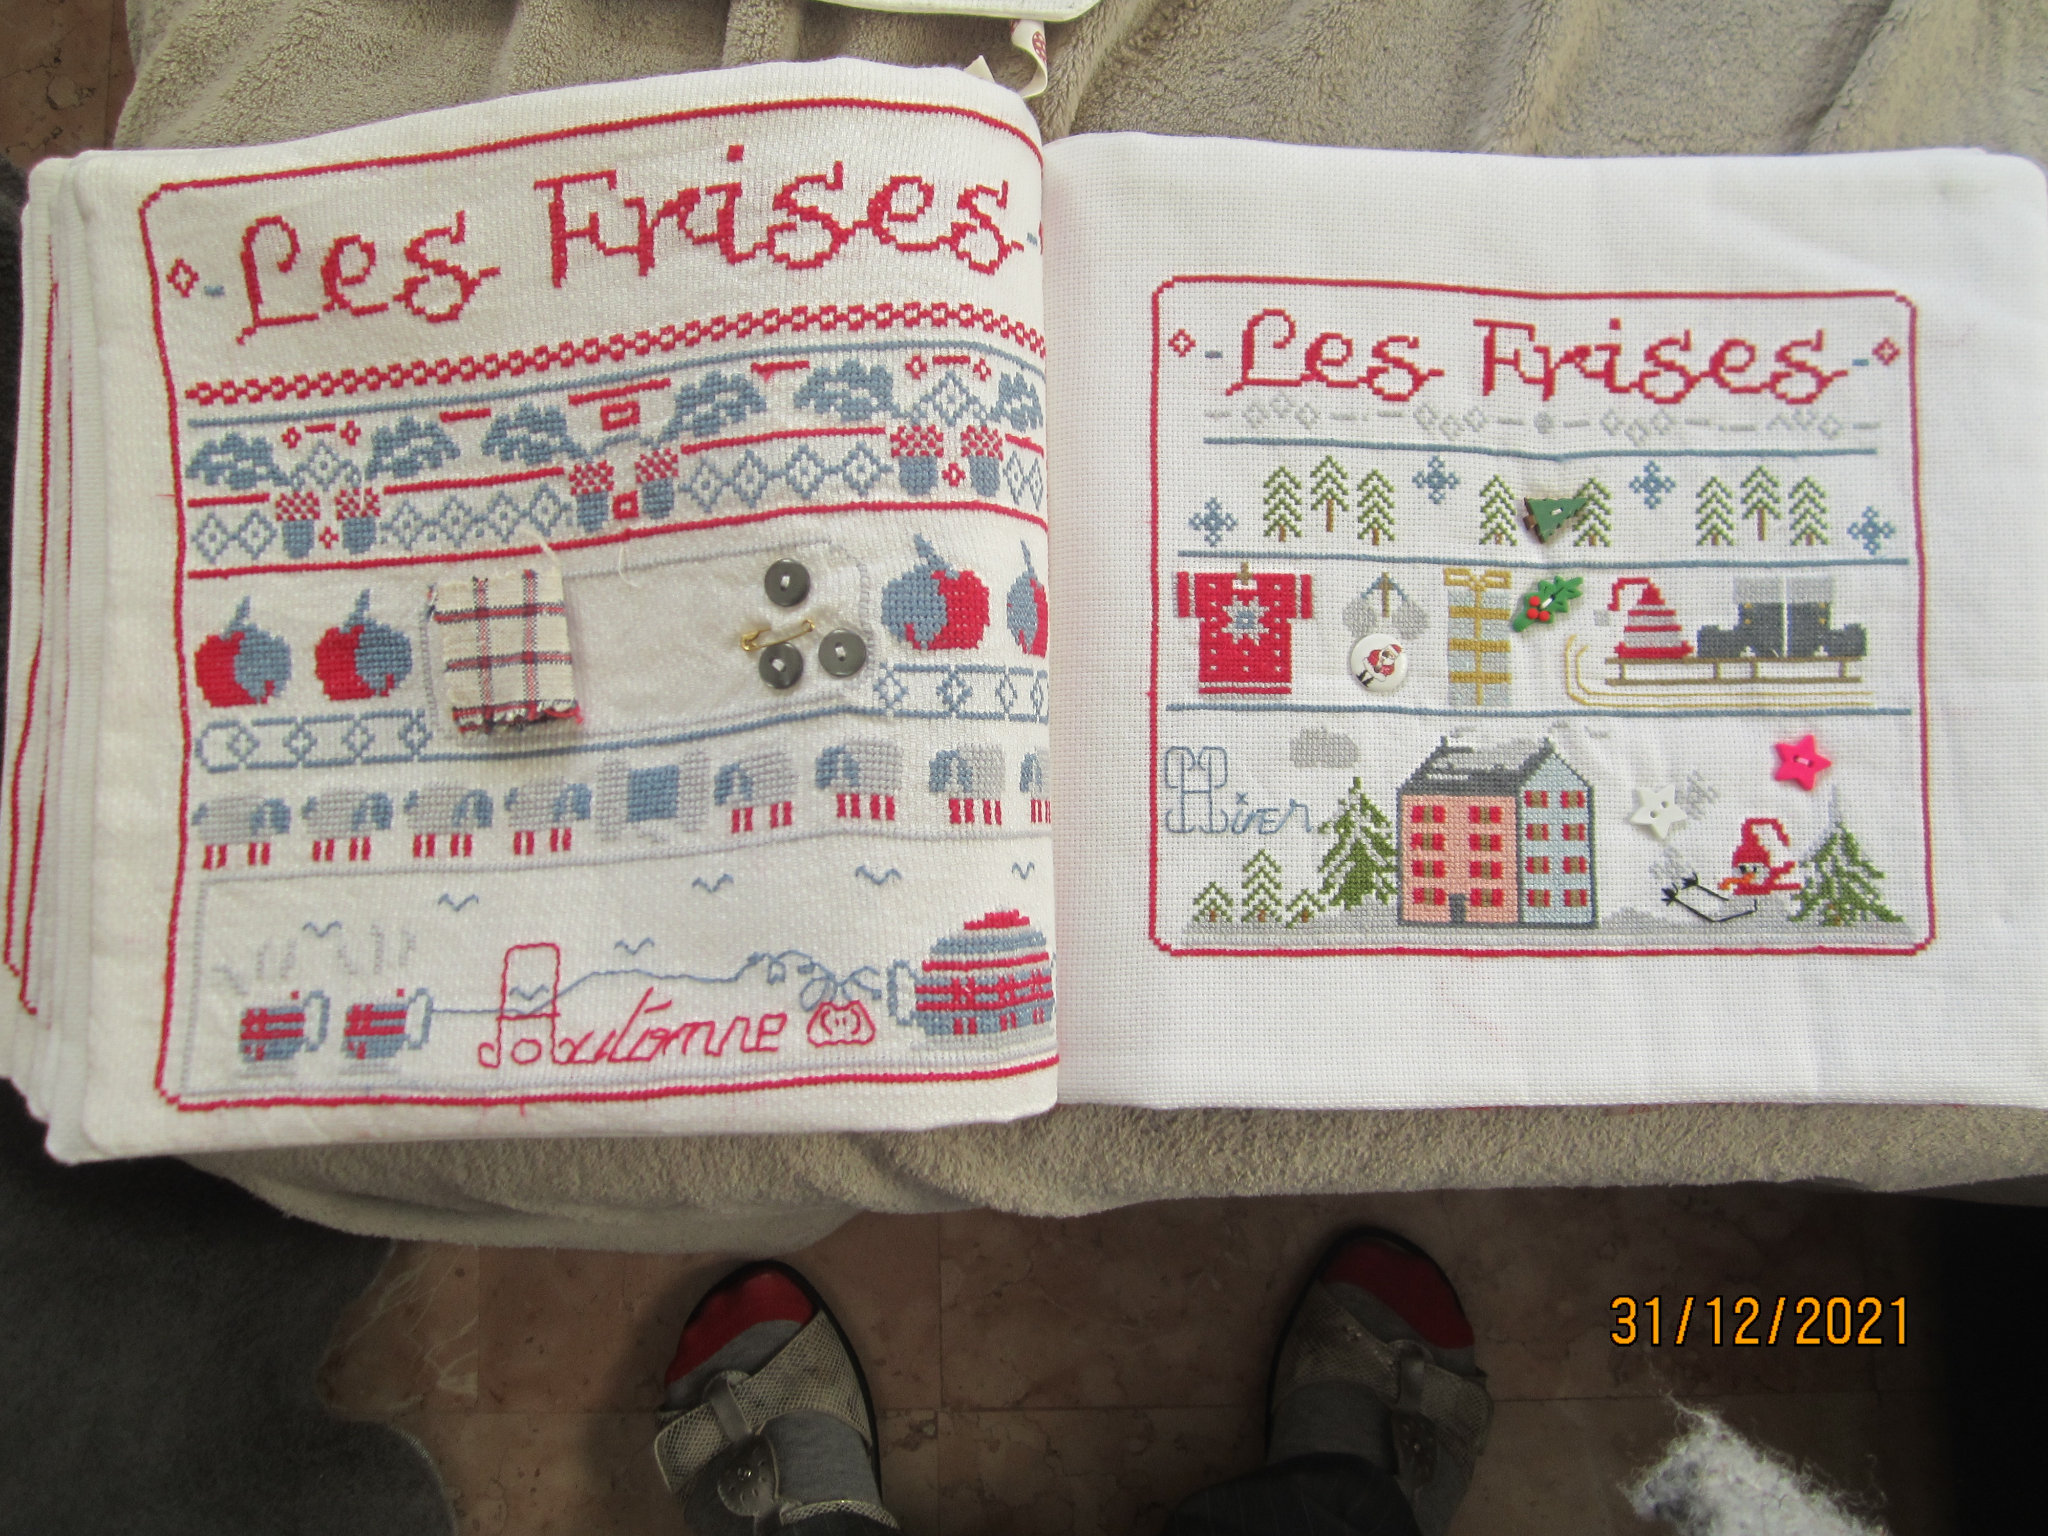 Les Frises
Automne
Les Frises
Hiver
31/12/2021